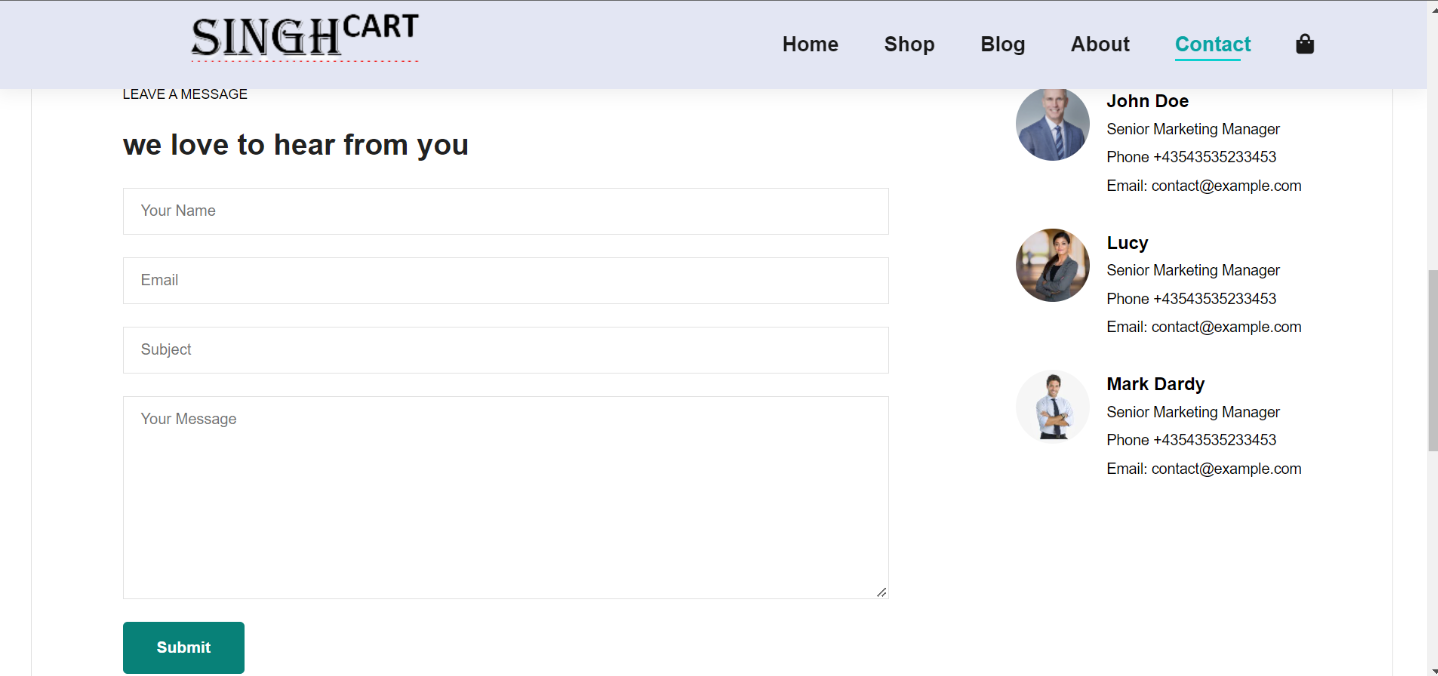 SINGHCART
Home
Shop
Blog
About
Contact
LEAVE A MESSAGE
we love to hear from you
Your Name
Email
Subject
Your Message
Submit
John Doe
Senior Marketing Manager
Phone +43543535233453
Email: contact@example.com
Lucy
Senior Marketing Manager
Phone +43543535233453
Email: contact@example.com
Mark Dardy
Senior Marketing Manager
Phone +43543535233453
Email: contact@example.com